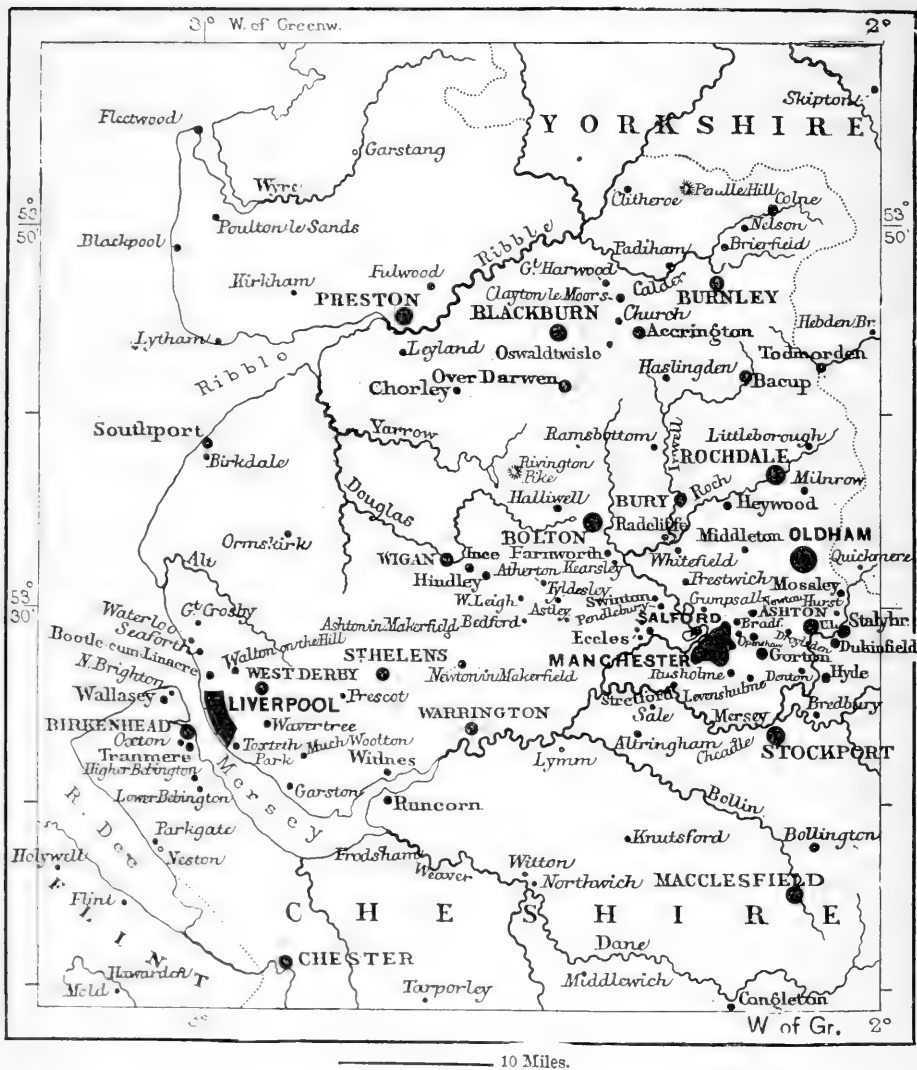 3° W. of Greenw. 2°
Skipton
YORKSHIRE
Fleetwood
Garstang
Wyre
Clitheroe
Paulle Hill
Colne
53° 50'
53° 50'
Poulton le Sands
Nelson
Blackpool
Ribble
Padiham
Brierfield
Kirkham
Fulwood
Gt. Harwood
Calder
PRESTON
Clayton le Moors
BURNLEY
BLACKBURN
Church
Accrington
Hebden Br.
Lytham
Ribble
Leyland
Oswaldtwisle
Haslingden
Todmorden
Chorley
Over Darwen
Bacup
Southport
Yarrow
Ramsbottom
Irwell
Littleborough
Birkdale
Rivington Pike
ROCHDALE
Milnrow
Douglas
Halliwell
BURY
Roch
Heywood
Ormskirk
BOLTON
Radcliffe
Middleton
OLDHAM
WIGAN
Ince
Farnworth
Whitefield
Quickmere
Alt
Hindley
Atherton
Kearsley
Prestwich
Mossley
53° 30'
Tyldesley
Newton
Gt. Crosby
W. Leigh
Astley
Swinton
Crumpsall
ASHTON
Hurst
Waterloo
Ashton in Makerfield
Bedford
Pendlebury
SALFORD
Bradf.
U.L.
Stalybr.
Seaforth
Eccles
Openshaw
Droylsden
Dukinfield
Bootle cum Linacre
Walton on the Hill
ST HELENS
MANCHESTER
Gorton
N. Brighton
WEST DERBY
Newton in Makerfield
Rusholme
Denton
Hyde
Wallasey
LIVERPOOL
Prescot
Stretford
Levenshulme
BIRKENHEAD
Wavertree
WARRINGTON
Sale
Mersey
Bredbury
Oxton
Toxteth Park
Much Woolton
Altringham
Cheadle
STOCKPORT
Tranmere
Widnes
Lymm
Higher Bebington
Mersey
Lower Bebington
Garston
Runcorn
Bollin
R. Dee
Parkgate
Knutsford
Bollington
Holywell
Neston
Frodsham
Weaver
Witton
Northwich
MACCLESFIELD
Flint
FLINT
CHESHIRE
Dane
Hawarden
CHESTER
Middlewich
Mold
Tarporley
Congleton
3° W of Gr. 2°
10 Miles.